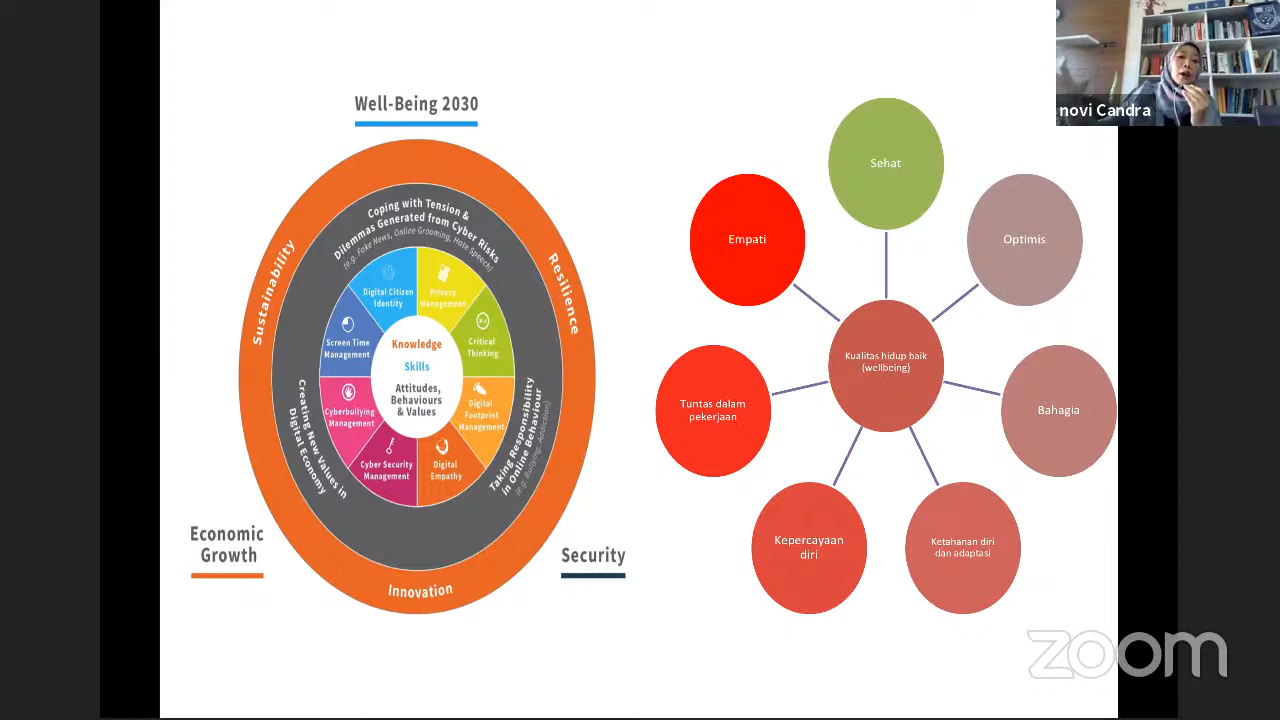 Well-Being 2030
Sustainability
Resilience
Innovation
Coping with Tension &
Dilemmas Generated from Cyber Risks
(e.g. Fake News, Online Grooming, Hate Speech)
Creating New Values in
Digital Economy
Taking Responsibility
in Online Behaviour
(e.g. Bullying, Addiction)
Digital Citizen
Identity
Privacy
Management
Screen Time
Management
Critical
Thinking
Cyberbullying
Management
Digital
Footprint
Management
Cyber Security
Management
Digital
Empathy
Knowledge
Skills
Attitudes,
Behaviours
& Values
Economic
Growth
Security
Sehat
Empati
Optimis
Kualitas hidup baik
(wellbeing)
Tuntas dalam
pekerjaan
Bahagia
Kepercayaan
diri
Ketahanan diri
dan adaptasi
novi Candra
zoom